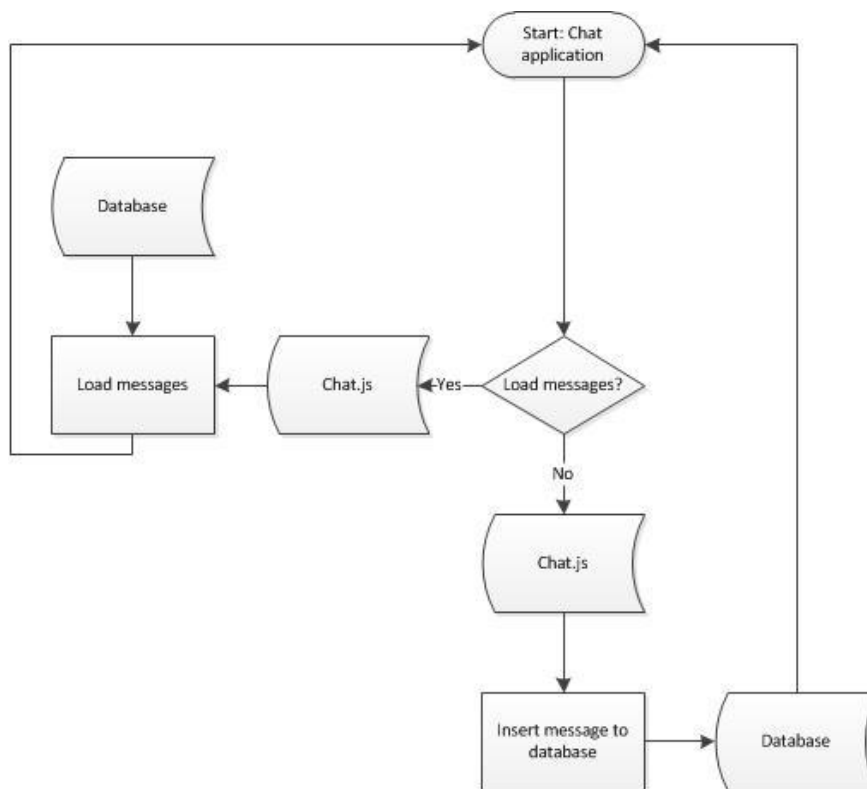 Start: Chat
application
Database
Load messages
Chat.js
Yes
Load messages?
No
Chat.js
Insert message to
database
Database